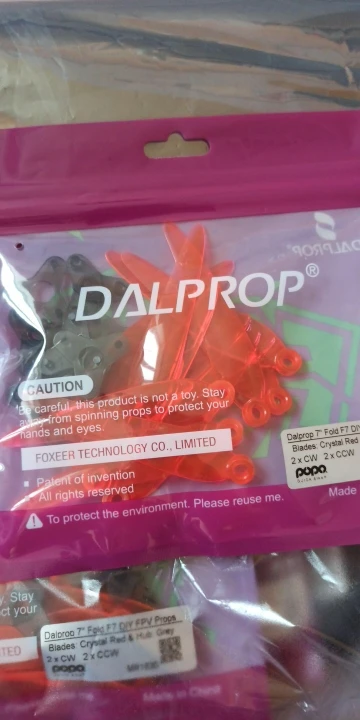 DALPROP
DALPROP®
CAUTION
Be careful, this product is not a toy. Stay
away from spinning props to protect your
hands and eyes.
FOXEER TECHNOLOGY CO., LIMITED
Patent of invention
All rights reserved
To protect the environment. Please reuse me.
Dalprop 7" Fold F7 DIY
Blades: Crystal Red
2 x CW 2 x CCW
popo
Made
Stay
ct your
ITED
Dalprop 7" Fold F7 DIY FPV Props
Blades: Crystal Red & Hub: Grey
2 x CW 2 x CCW
popo
Made in China